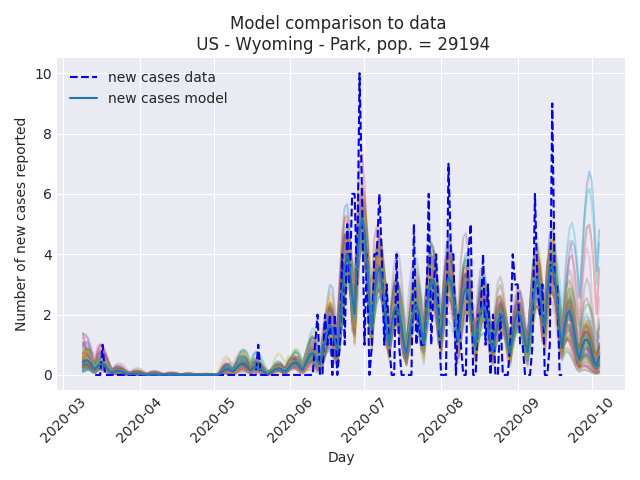 Model comparison to data
US - Wyoming - Park, pop. = 29194
new cases data
new cases model
Number of new cases reported
10
8
6
4
2
0
2020-03
2020-04
2020-05
2020-06
2020-07
2020-08
2020-09
2020-10
Day